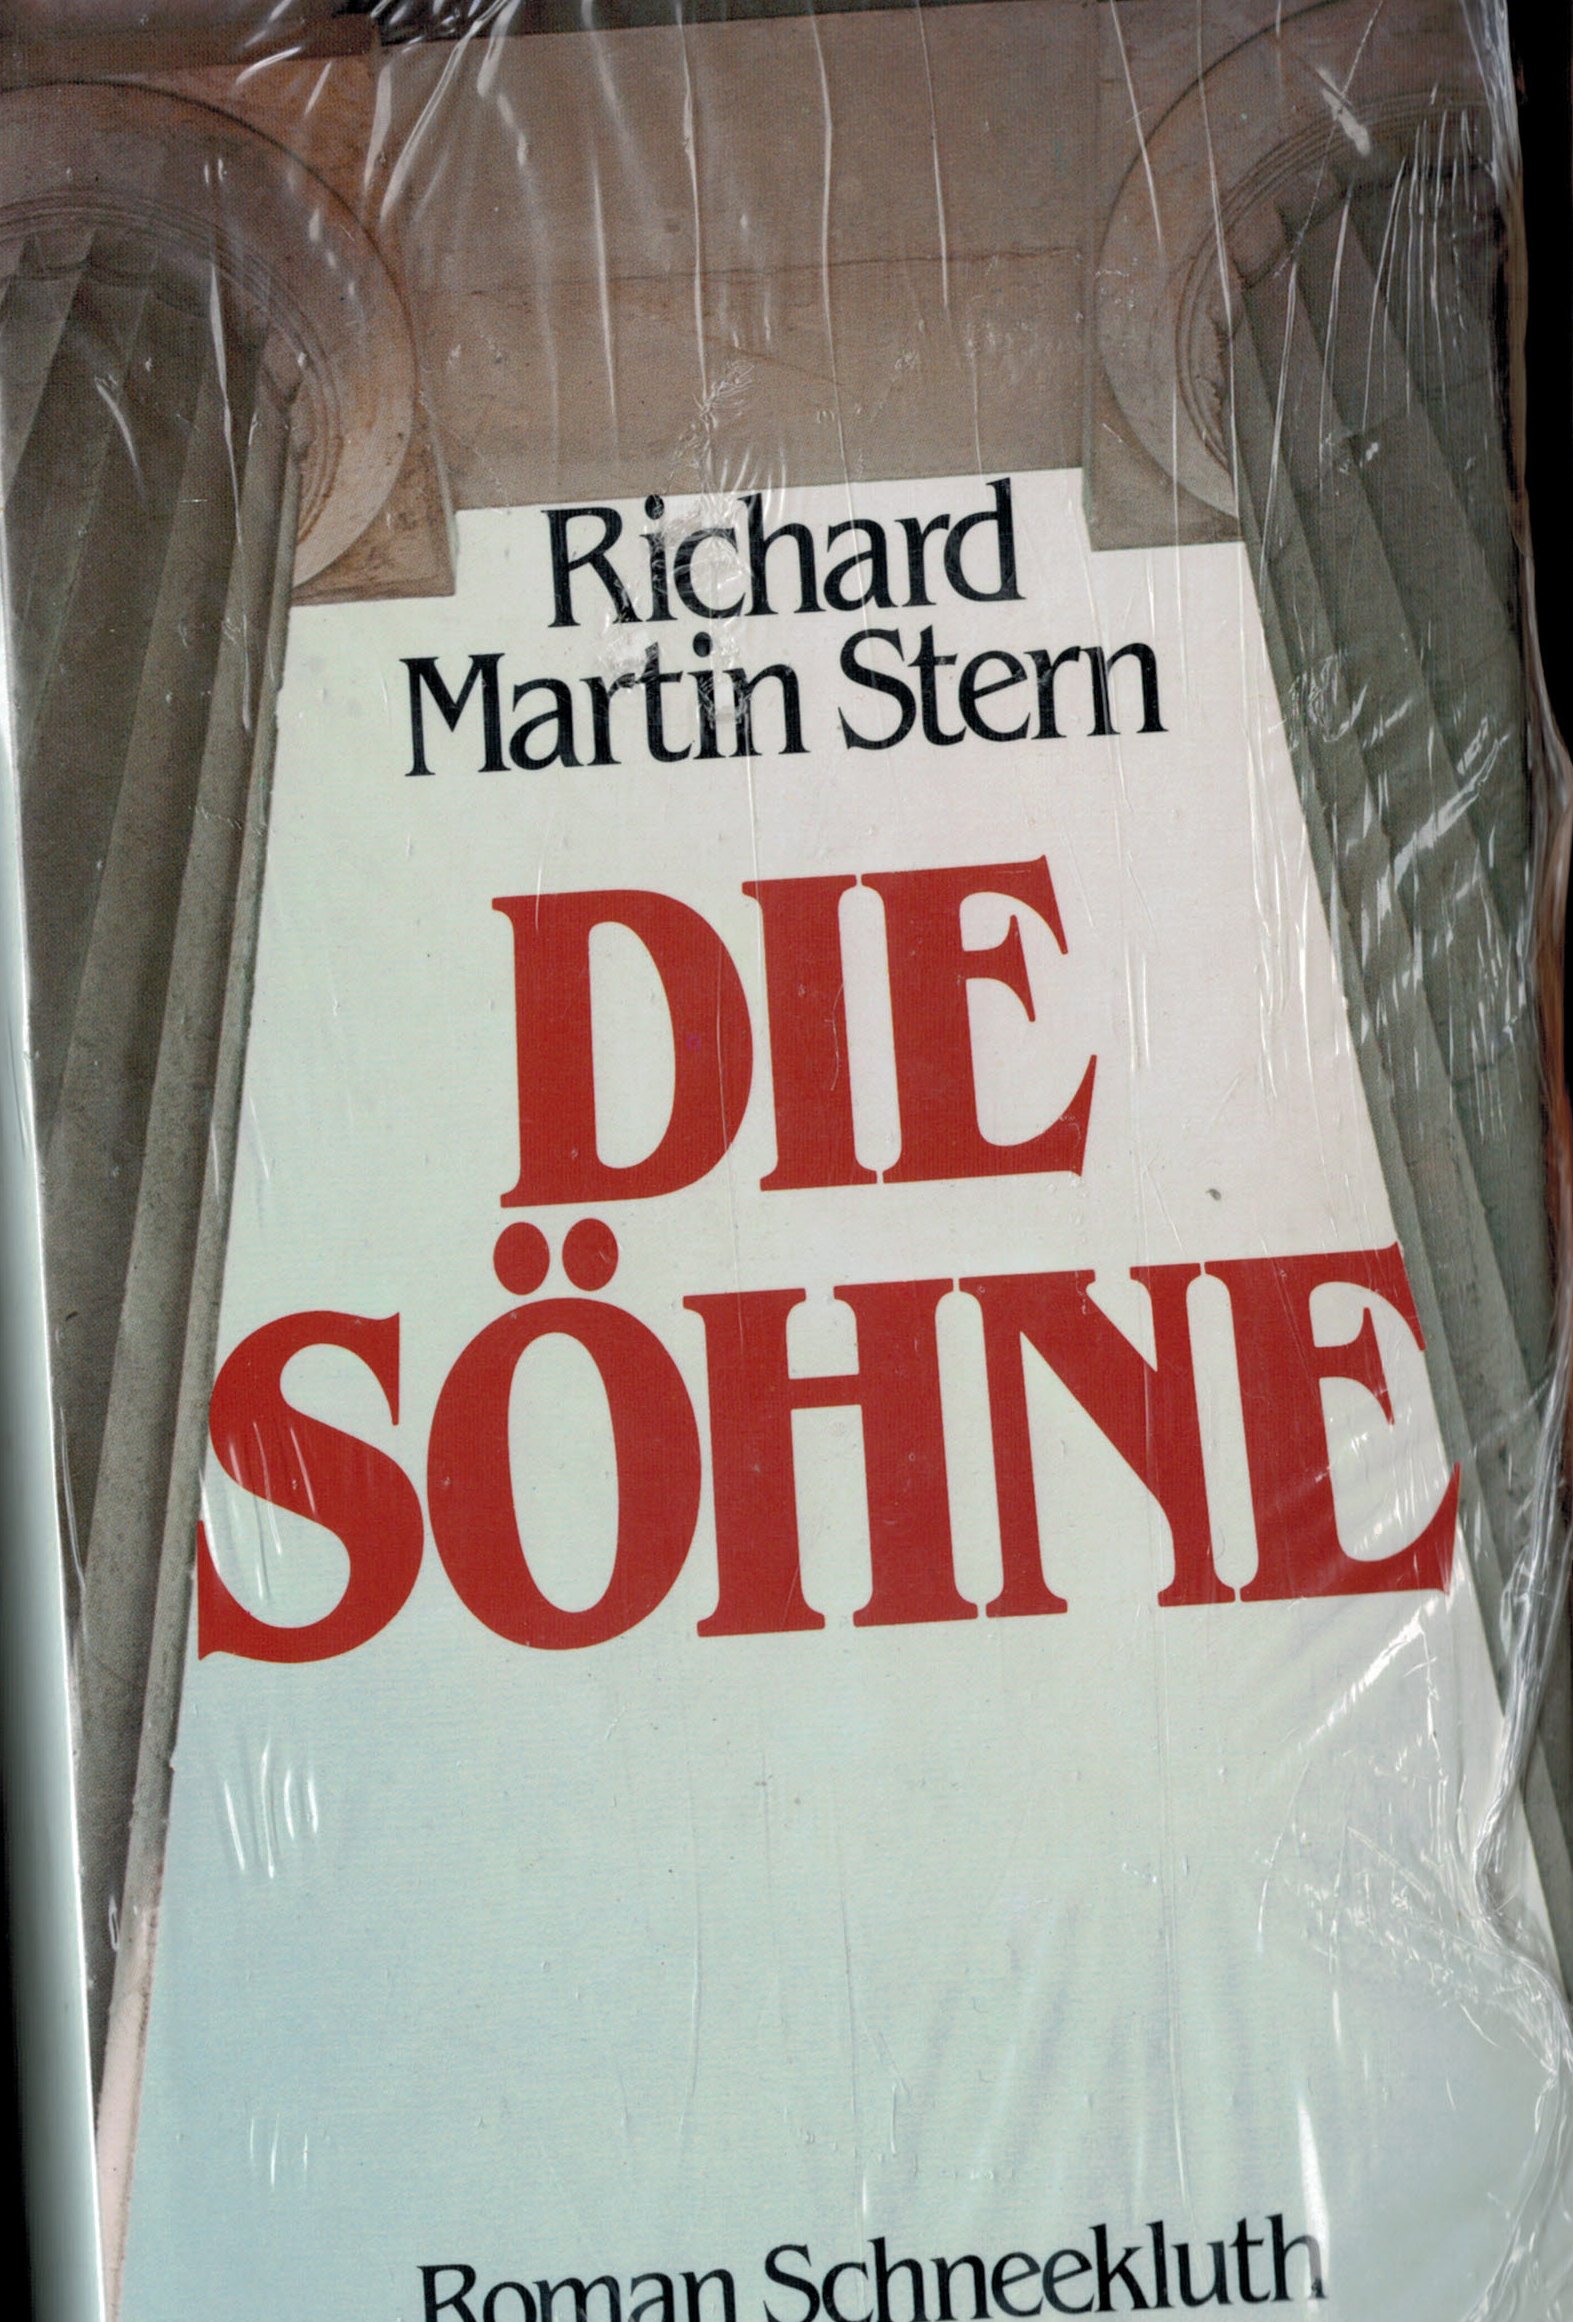 Richard
Martin Stern
DIE
SÖHNE
Roman Schneekluth